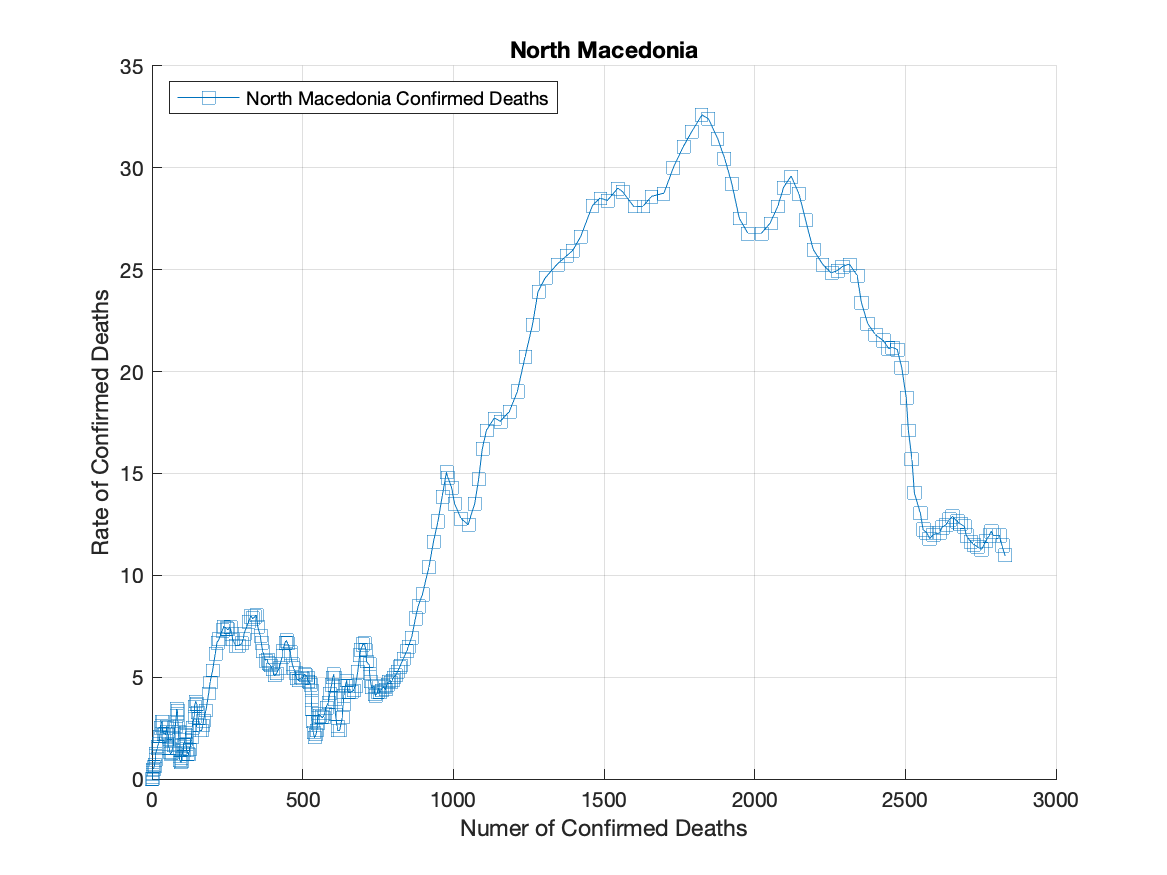 North Macedonia
North Macedonia Confirmed Deaths
35
30
25
20
15
10
5
0
Rate of Confirmed Deaths
0 500 1000 1500 2000 2500 3000
Numer of Confirmed Deaths